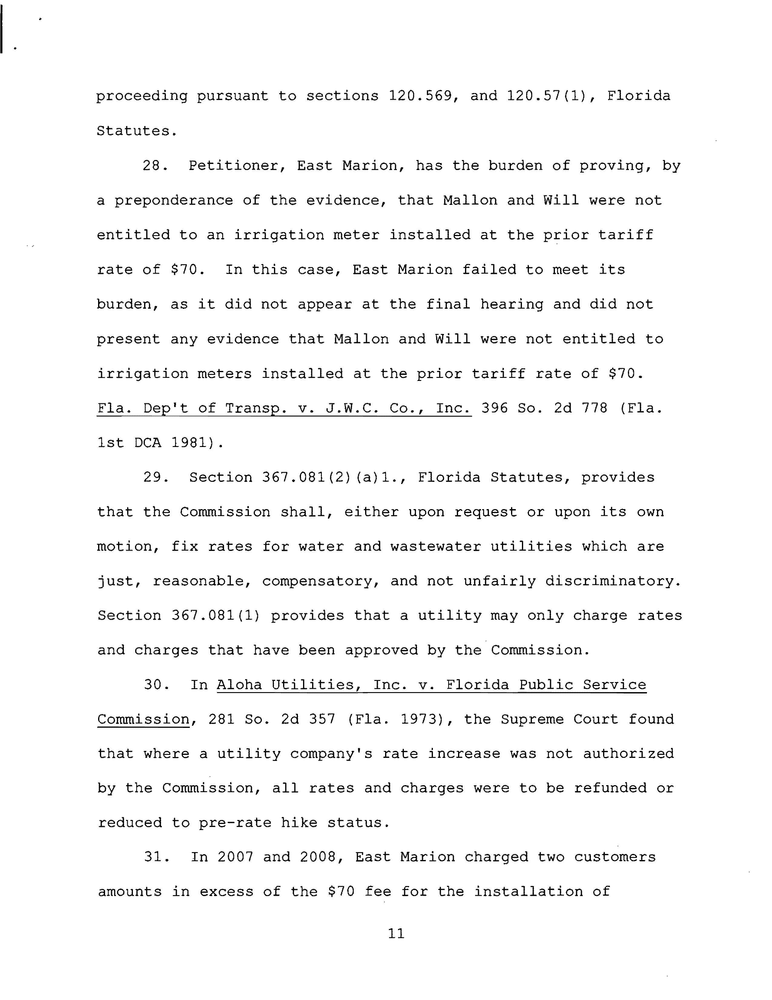 proceeding pursuant to sections 120.569, and 120.57(1), Florida
Statutes.
28. Petitioner, East Marion, has the burden of proving, by
a preponderance of the evidence, that Mallon and Will were not
entitled to an irrigation meter installed at the prior tariff
rate of $70. In this case, East Marion failed to meet its
burden, as it did not appear at the final hearing and did not
present any evidence that Mallon and Will were not entitled to
irrigation meters installed at the prior tariff rate of $70.
Fla. Dep't of Transp. v. J.W.C. Co., Inc. 396 So. 2d 778 (Fla.
1st DCA 1981).
29. Section 367.081(2)(a)1., Florida Statutes, provides
that the Commission shall, either upon request or upon its own
motion, fix rates for water and wastewater utilities which are
just, reasonable, compensatory, and not unfairly discriminatory.
Section 367.081(1) provides that a utility may only charge rates
and charges that have been approved by the Commission.
30. In Aloha Utilities, Inc. v. Florida Public Service
Commission, 281 So. 2d 357 (Fla. 1973), the Supreme Court found
that where a utility company's rate increase was not authorized
by the Commission, all rates and charges were to be refunded or
reduced to pre-rate hike status.
31. In 2007 and 2008, East Marion charged two customers
amounts in excess of the $70 fee for the installation of
11